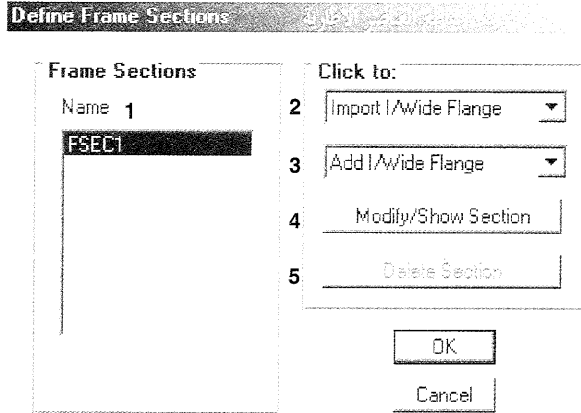 Define Frame Sections
Frame Sections
Name 1
FSEC1
Click to:
2 Import I/Wide Flange
3 Add I/Wide Flange
4 Modify/Show Section
5 Delete Section
OK
Cancel